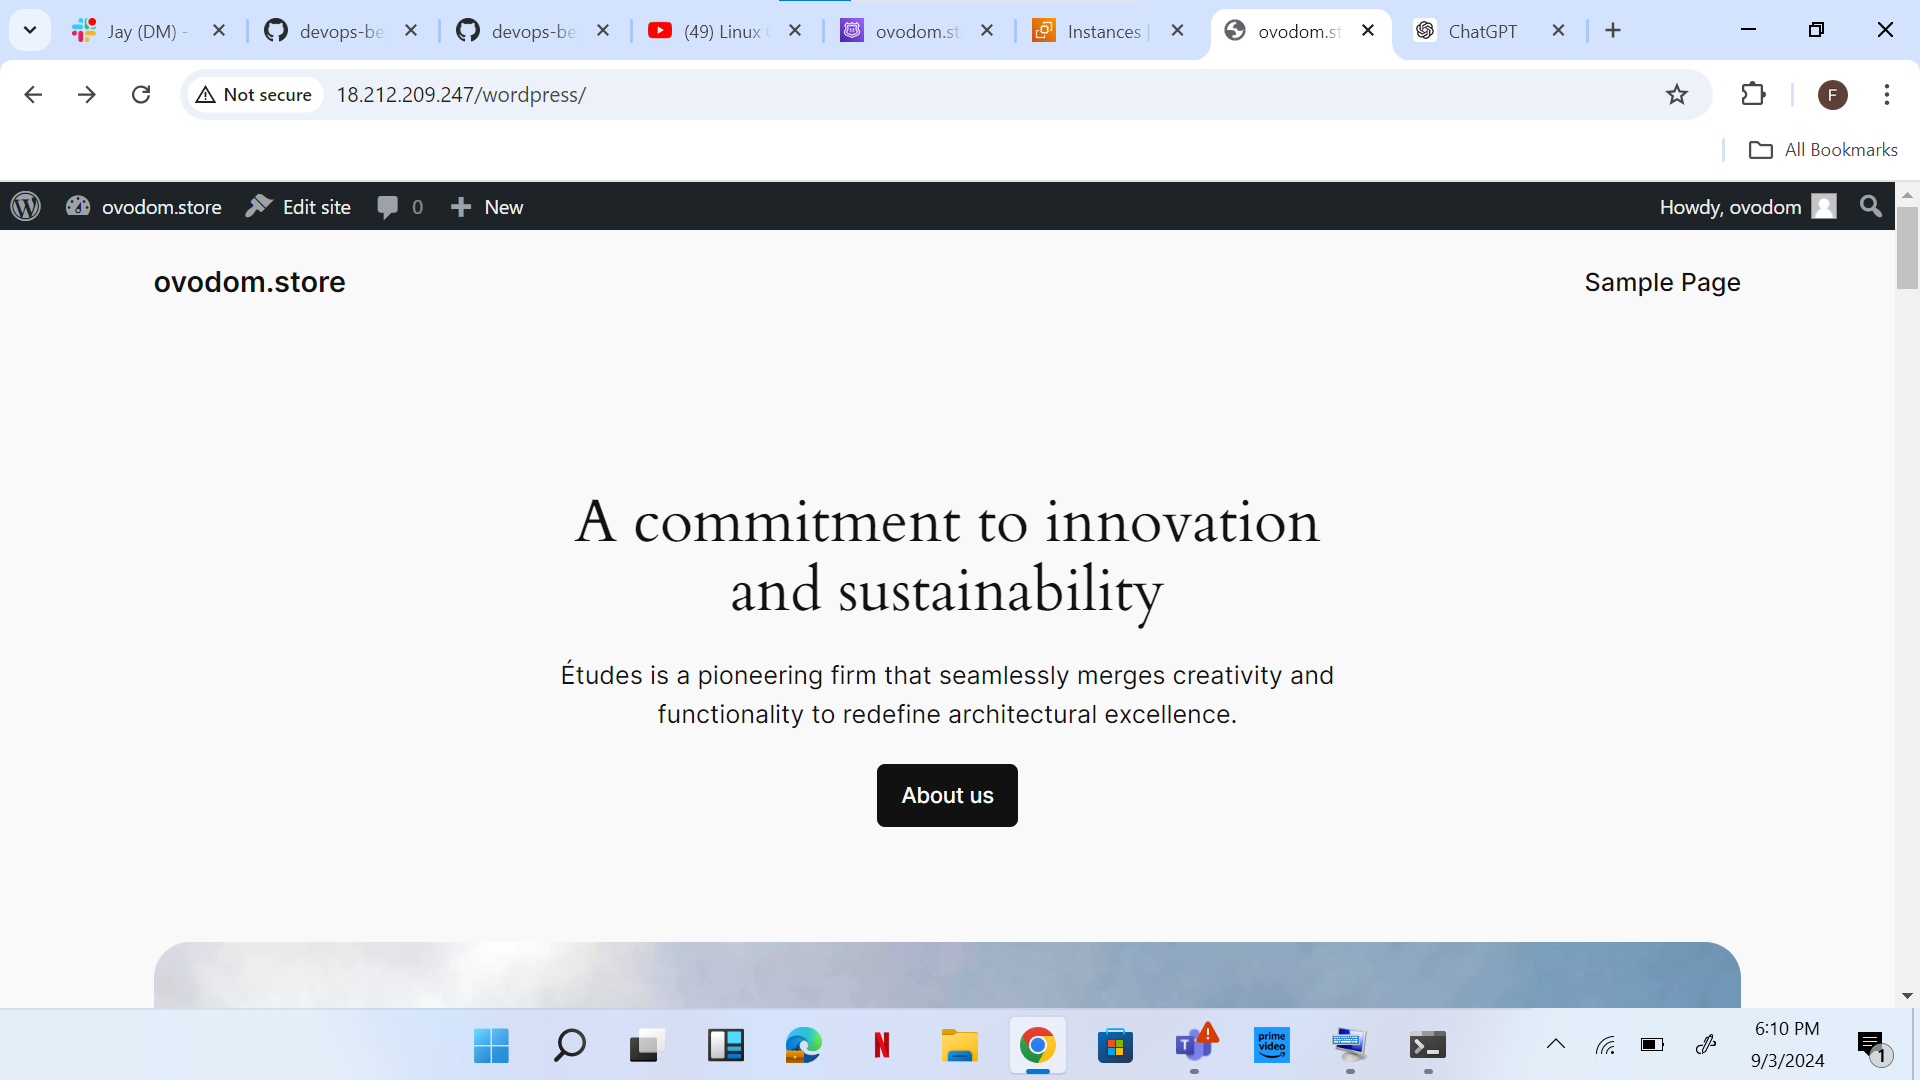 Jay (DM) -
devops-be
devops-be
(49) Linux
ovodom.st
Instances |
ovodom.st
ChatGPT
Not secure
18.212.209.247/wordpress/
F
All Bookmarks
ovodom.store
Edit site
0
New
Howdy, ovodom
ovodom.store
Sample Page
A commitment to innovation
and sustainability
Études is a pioneering firm that seamlessly merges creativity and
functionality to redefine architectural excellence.
About us
N
T
prime
video
6:10 PM
9/3/2024
1